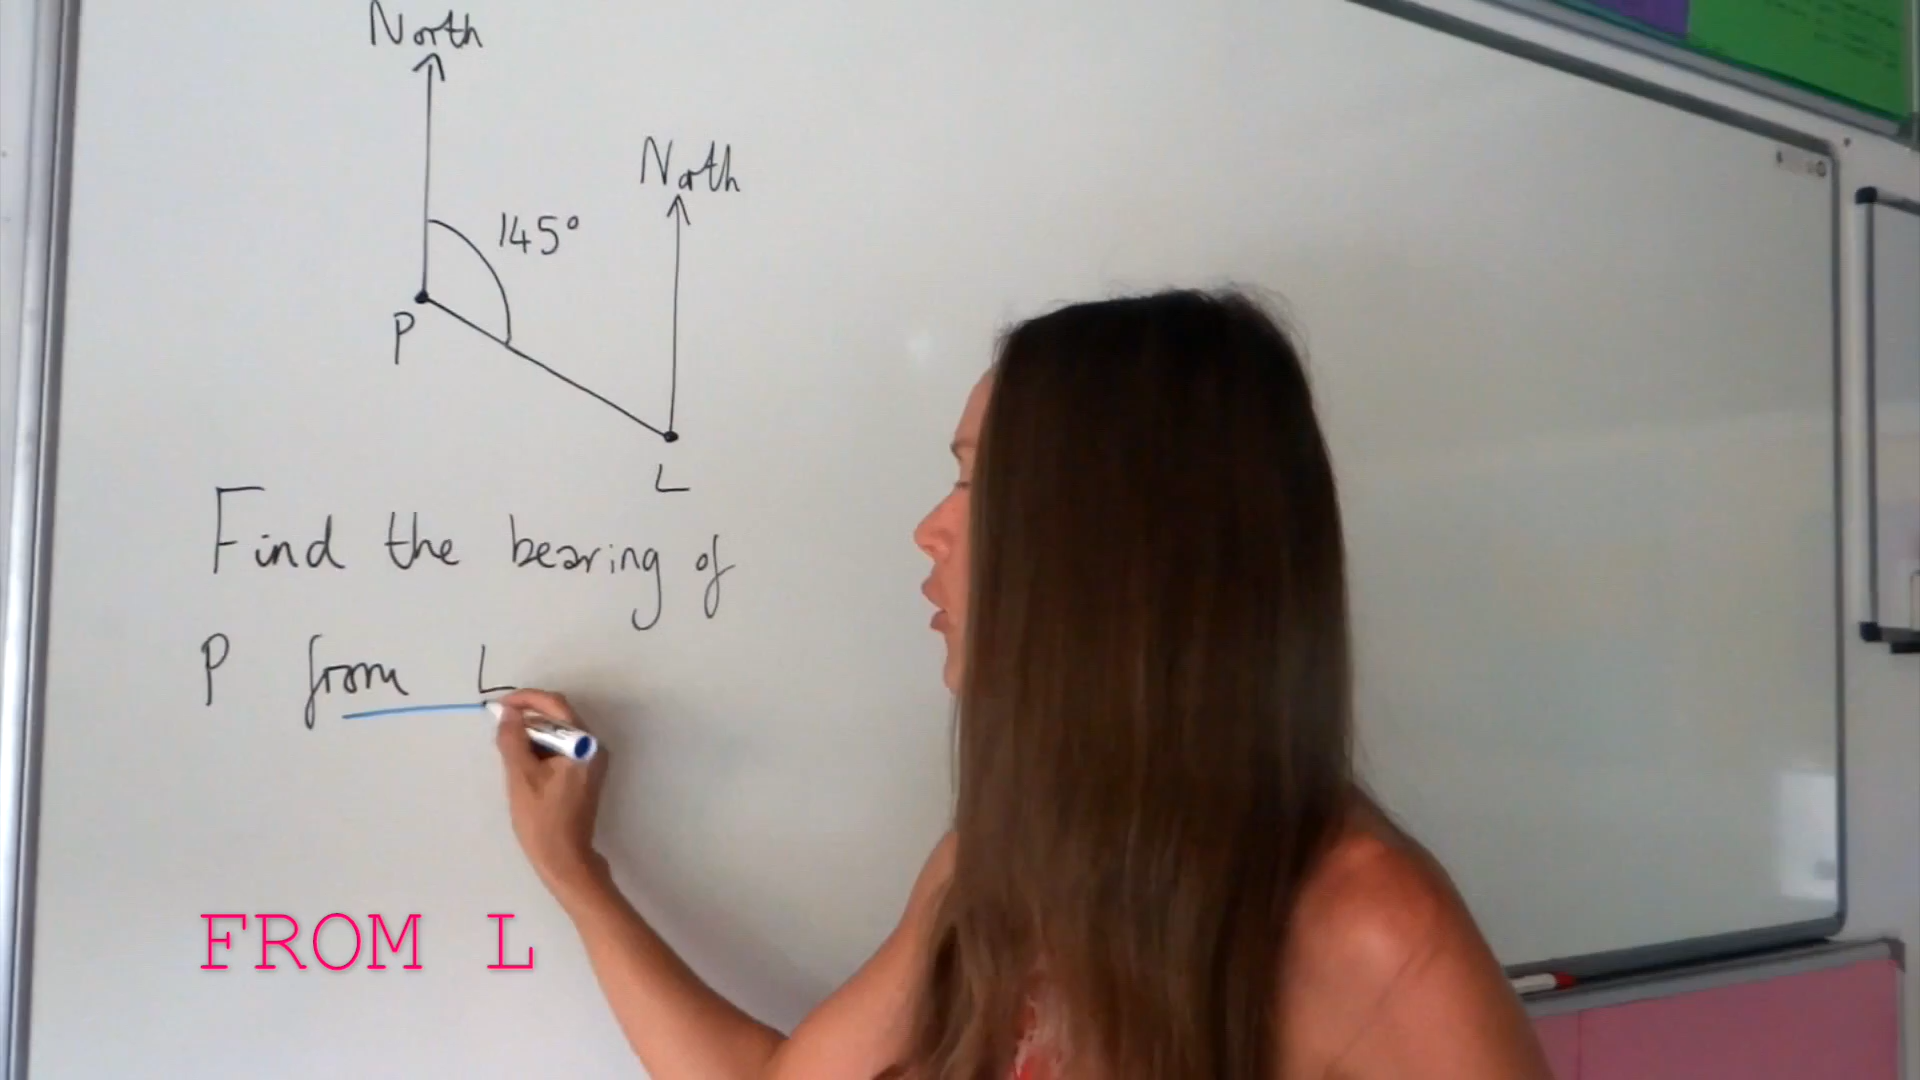 North
North
145°
P
L
Find the bearing of
P from L
FROM L